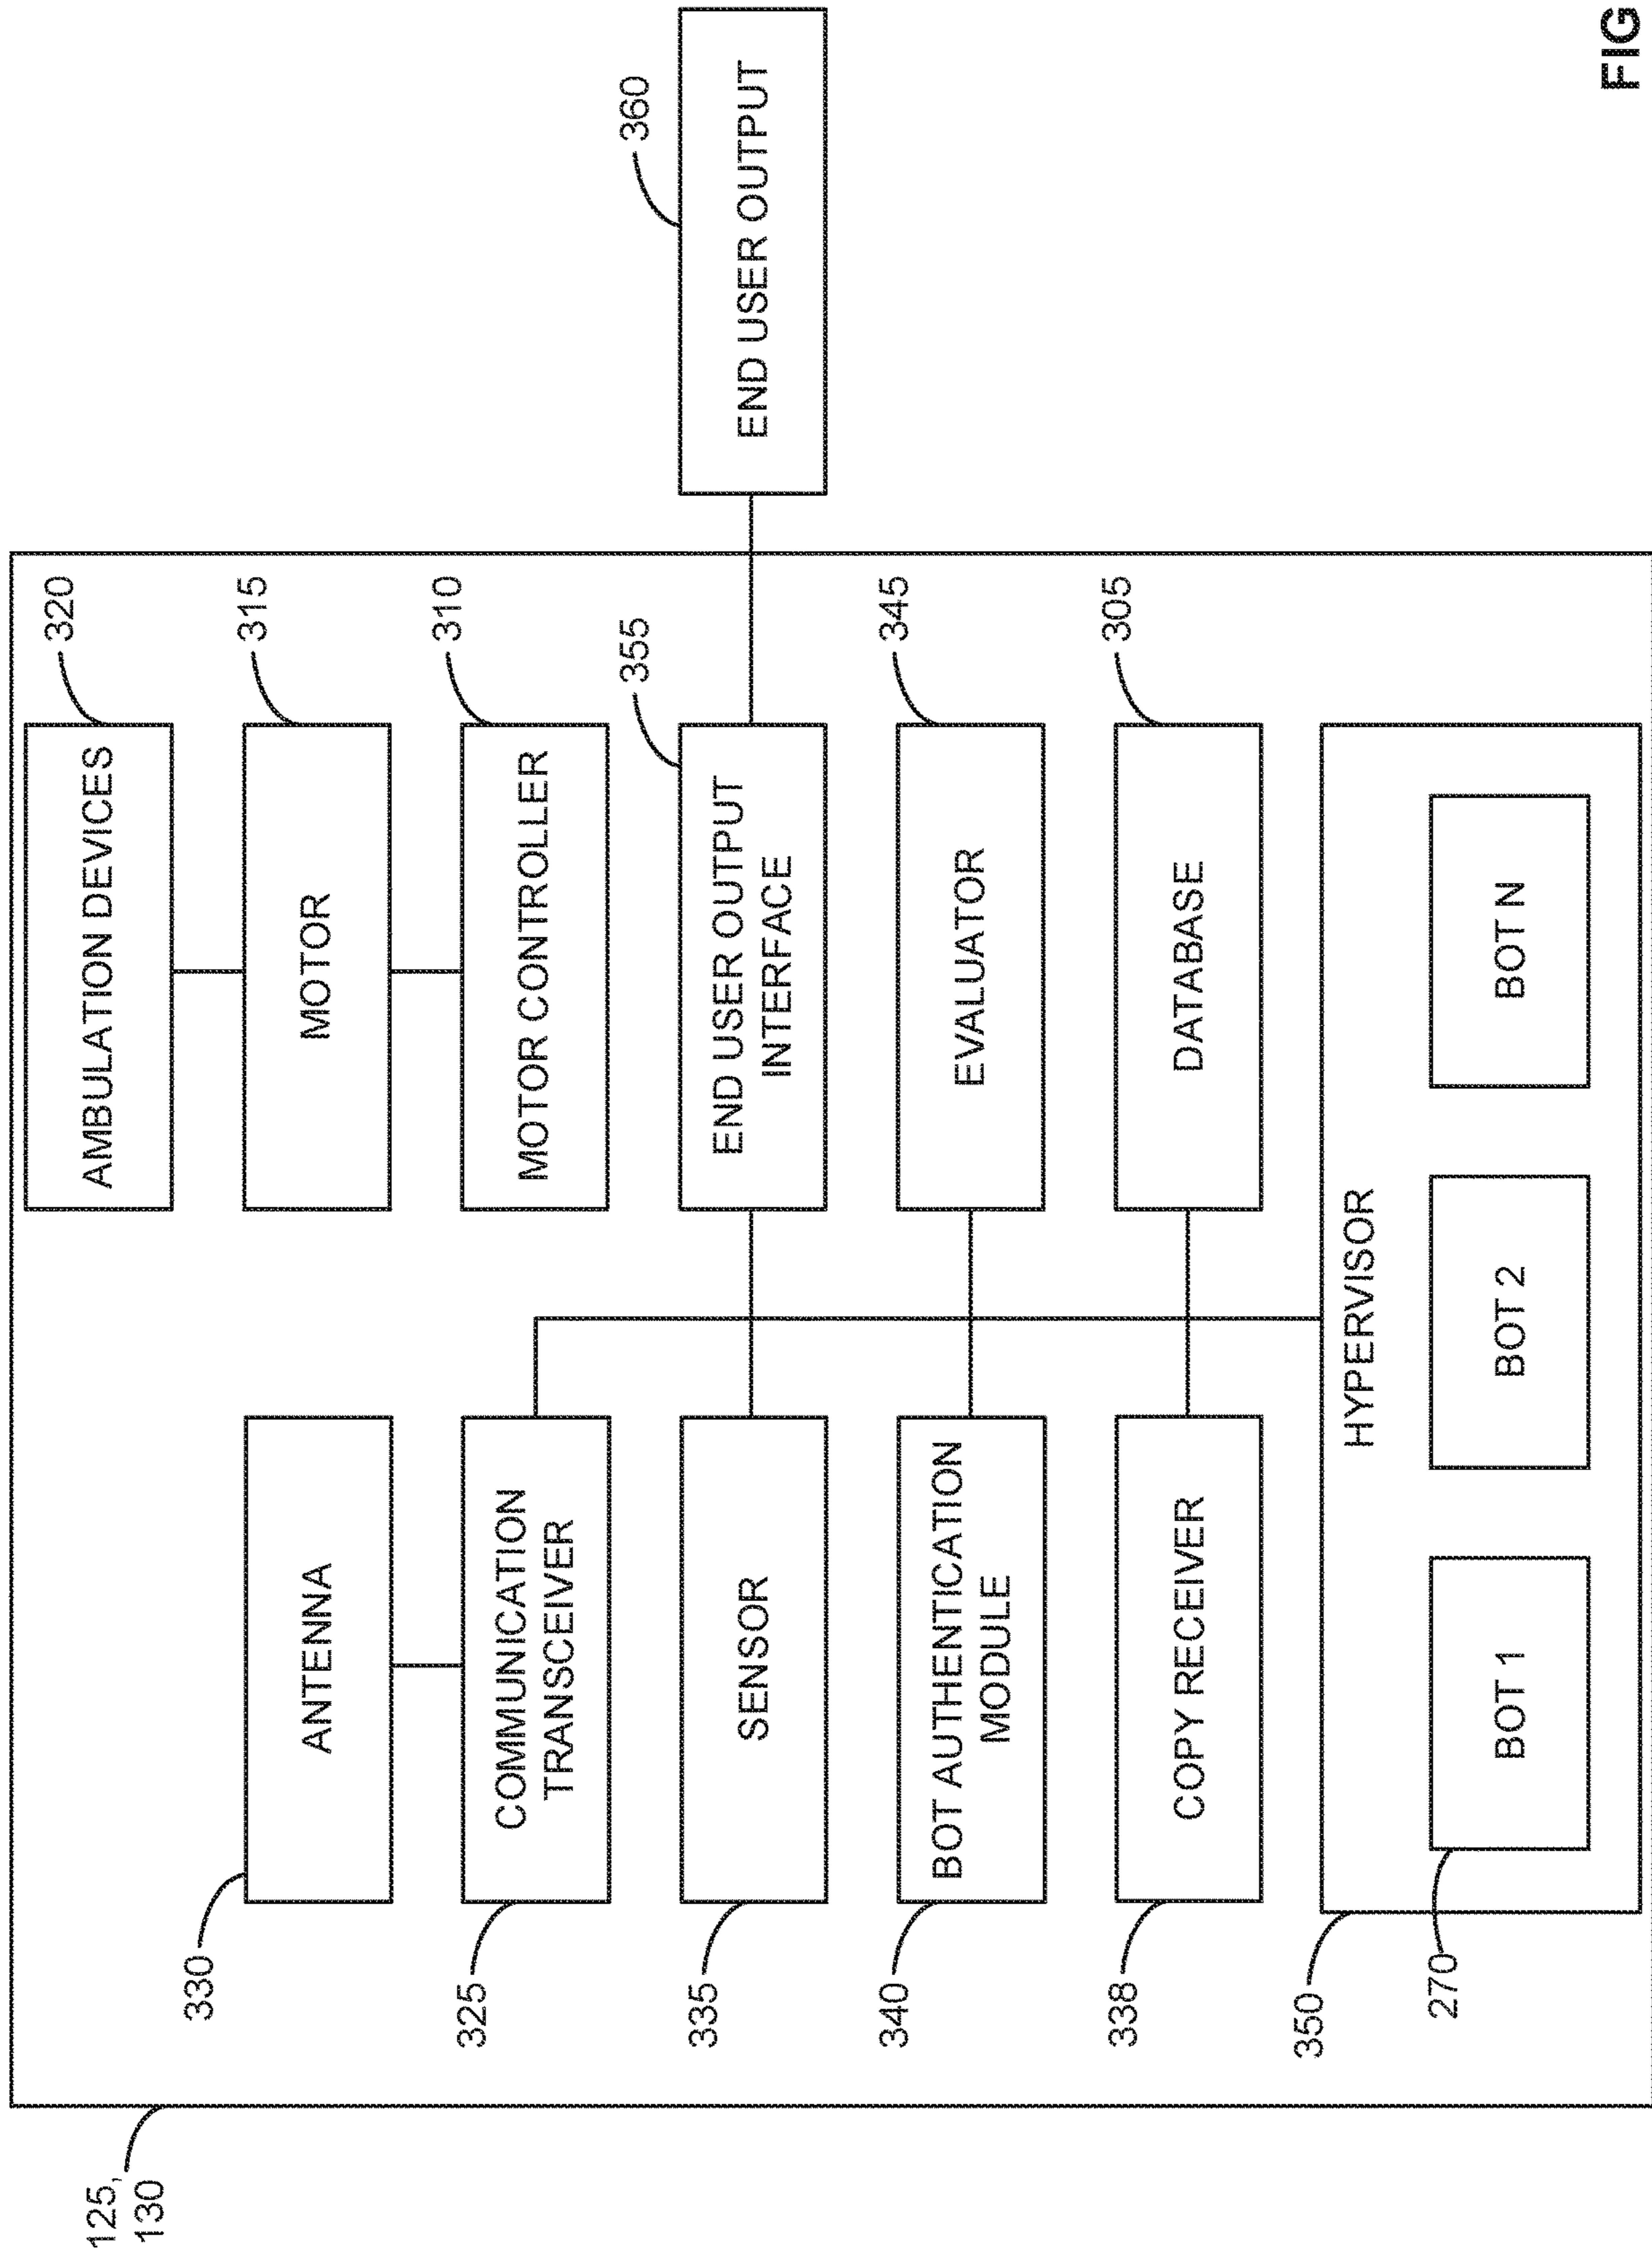 125,
130
330
ANTENNA
325
COMMUNICATION
TRANSCEIVER
335
SENSOR
340
BOT AUTHENTICATION
MODULE
338
COPY RECEIVER
350
HYPERVISOR
270
BOT 1
BOT 2
BOT N
320
AMBULATION DEVICES
315
MOTOR
310
MOTOR CONTROLLER
355
END USER OUTPUT
INTERFACE
345
EVALUATOR
305
DATABASE
360
END USER OUTPUT
FIG